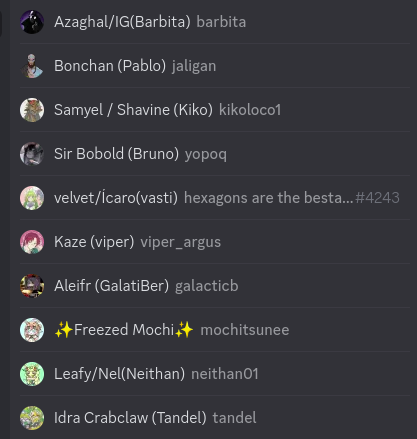 Azaghal/IG(Barbita) barbita
Bonchan (Pablo) jaligan
Samyel / Shavine (Kiko) kikoloco1
Sir Bobold (Bruno) yopoq
velvet/Ícaro(vasti) hexagons are the besta...#4243
Kaze (viper) viper_argus
Aleifr (GalatiBer) galacticb
✨Freezed Mochi✨ mochitsunee
Leafy/Nel(Neithan) neithan01
Idra Crabclaw (Tandel) tandel